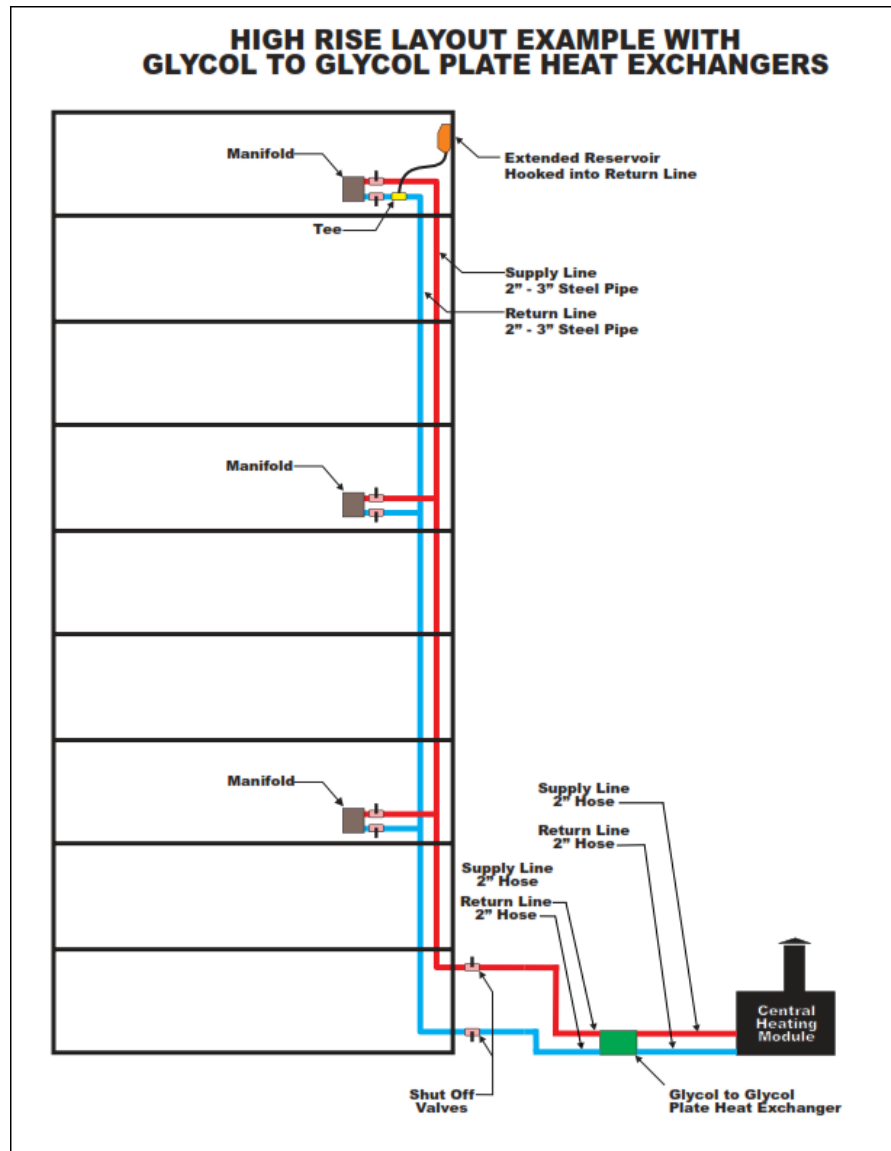 HIGH RISE LAYOUT EXAMPLE WITH
GLYCOL TO GLYCOL PLATE HEAT EXCHANGERS
Manifold
Extended Reservoir
Hooked into Return Line
Tee
Supply Line
2” - 3” Steel Pipe
Return Line
2” - 3” Steel Pipe
Manifold
Manifold
Supply Line
2” Hose
Return Line
2” Hose
Supply Line
2” Hose
Return Line
2” Hose
Central
Heating
Module
Shut Off
Valves
Glycol to Glycol
Plate Heat Exchanger